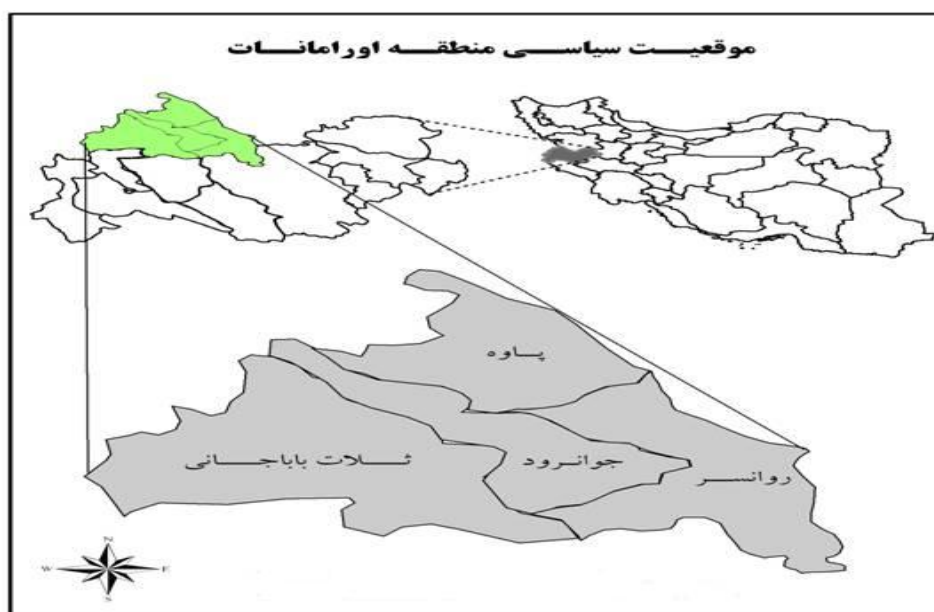 موقعیت سیاسی منطقه اورامانات
پاوه
جوانرود
ثلاث باباجانی
روانسر
N
W
E
S